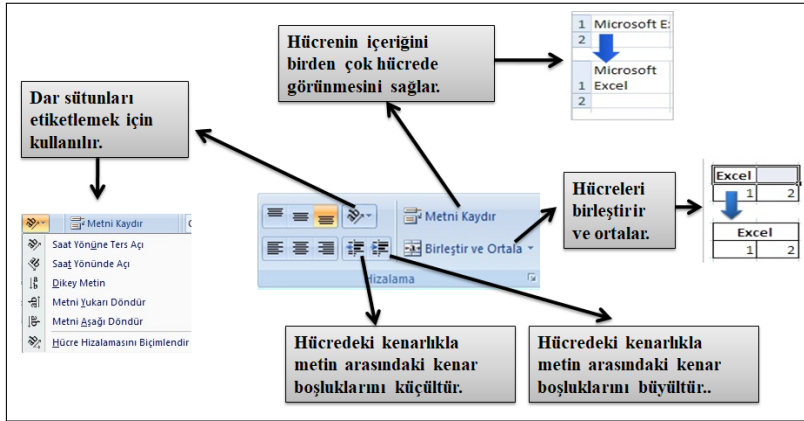 Hücrenin içeriğini
birden çok hücrede
görünmesini sağlar.
1 Microsoft E
2
Microsoft
1 Excel
2
Dar sütunları
etiketlemek için
kullanılır.
Metni Kaydır
Saat Yönüne Ters Açı
Saat Yönünde Açı
Dikey Metin
Metni Yukarı Döndür
Metni Aşağı Döndür
Hücre Hizalamasını Biçimlendir
Metni Kaydır
Birleştir ve Ortala
Hizalama
Hücreleri
birleştirir
ve ortalar.
Excel
1 2
Excel
1 2
Hücredeki kenarlıkla
metin arasındaki kenar
boşluklarını küçültür.
Hücredeki kenarlıkla
metin arasındaki kenar
boşluklarını büyültür..